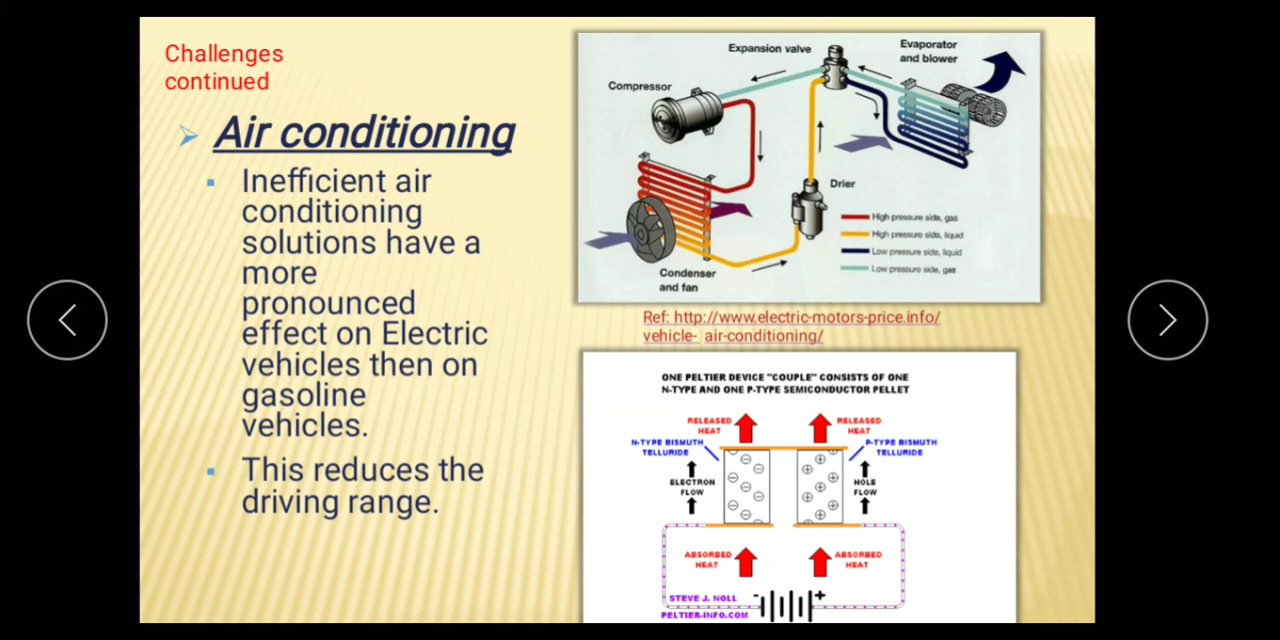 Challenges
continued
Air conditioning
Inefficient air
conditioning
solutions have a
more
pronounced
effect on Electric
vehicles then on
gasoline
vehicles.
This reduces the
driving range.
Expansion valve
Evaporator
and blower
Compressor
Drier
High pressure side, gas
High pressure side, liquid
Low pressure side, liquid
Low pressure side, gas
Condenser
and fan
Ref: http://www.electric-motors-price.info/
vehicle- air-conditioning/
ONE PELTIER DEVICE "COUPLE" CONSISTS OF ONE
N-TYPE AND ONE P-TYPE SEMICONDUCTOR PELLET
RELEASED
HEAT
RELEASED
HEAT
N-TYPE BISMUTH
TELLURIDE
P-TYPE BISMUTH
TELLURIDE
ELECTRON
FLOW
HOLE
FLOW
ABSORBED
HEAT
ABSORBED
HEAT
STEVE J. NOLL
- +
PELTIER-INFO.COM